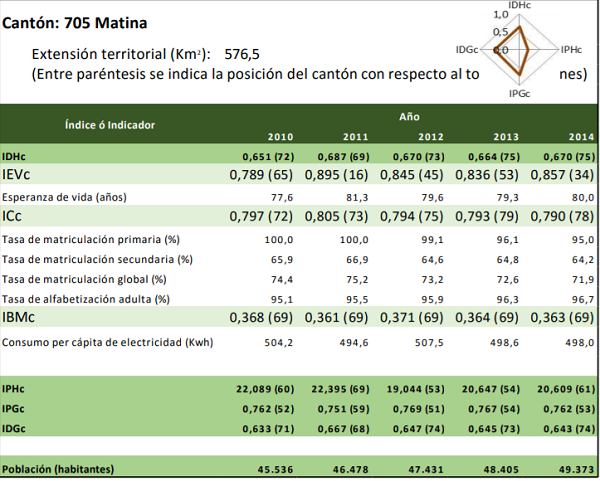 Cantón: 705 Matina
IDHc
1,0
0,5
0,0
IDGc
IPHc
IPGc
Extensión territorial (Km²): 576,5
(Entre paréntesis se indica la posición del cantón con respecto al to nes)
Índice ó Indicador Año
2010 2011 2012 2013 2014
IDHc 0,651 (72) 0,687 (69) 0,670 (73) 0,664 (75) 0,670 (75)
IEVc 0,789 (65) 0,895 (16) 0,845 (45) 0,836 (53) 0,857 (34)
Esperanza de vida (años) 77,6 81,3 79,6 79,3 80,0
ICc 0,797 (72) 0,805 (73) 0,794 (75) 0,793 (79) 0,790 (78)
Tasa de matriculación primaria (%) 100,0 100,0 99,1 96,1 95,0
Tasa de matriculación secundaria (%) 65,9 66,9 64,6 64,8 64,2
Tasa de matriculación global (%) 74,4 75,2 73,2 72,6 71,9
Tasa de alfabetización adulta (%) 95,1 95,5 95,9 96,3 96,7
IBMc 0,368 (69) 0,361 (69) 0,371 (69) 0,364 (69) 0,363 (69)
Consumo per cápita de electricidad (Kwh) 504,2 494,6 507,5 498,6 498,0
IPHc 22,089 (60) 22,395 (69) 19,044 (53) 20,647 (54) 20,609 (61)
IPGc 0,762 (52) 0,751 (59) 0,769 (51) 0,767 (54) 0,762 (53)
IDGc 0,633 (71) 0,667 (68) 0,647 (74) 0,645 (73) 0,643 (74)
Población (habitantes) 45.536 46.478 47.431 48.405 49.373